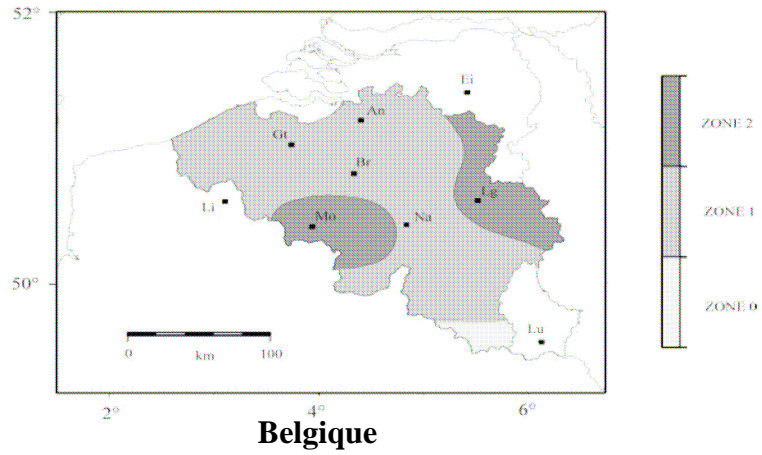 52°
Ei
An
Gt
ZONE 2
Br
Lg
Li
Mo
Na
ZONE 1
50°
ZONE 0
Lu
0
km
100
2°
4°
6°
Belgique